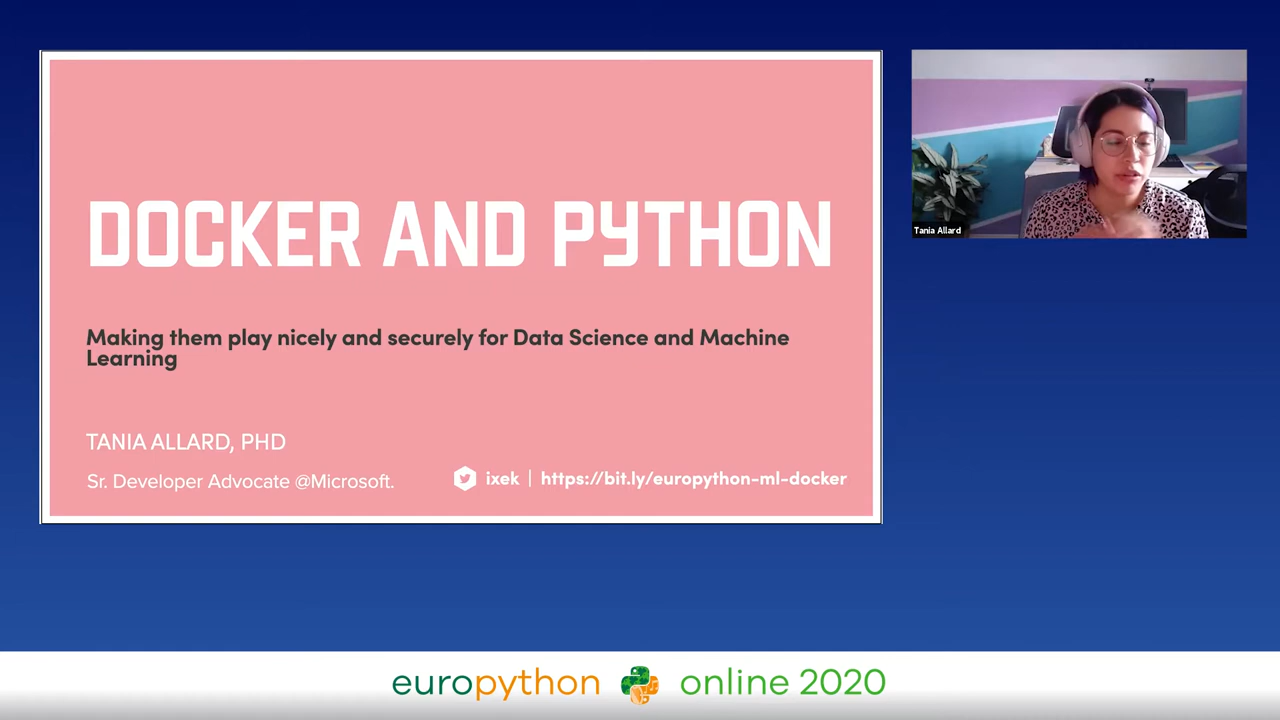 DOCKER AND PYTHON
Making them play nicely and securely for Data Science and Machine
Learning
TANIA ALLARD, PHD
Sr. Developer Advocate @Microsoft.
ixek | https://bit.ly/europython-ml-docker
Tania Allard
europython online 2020